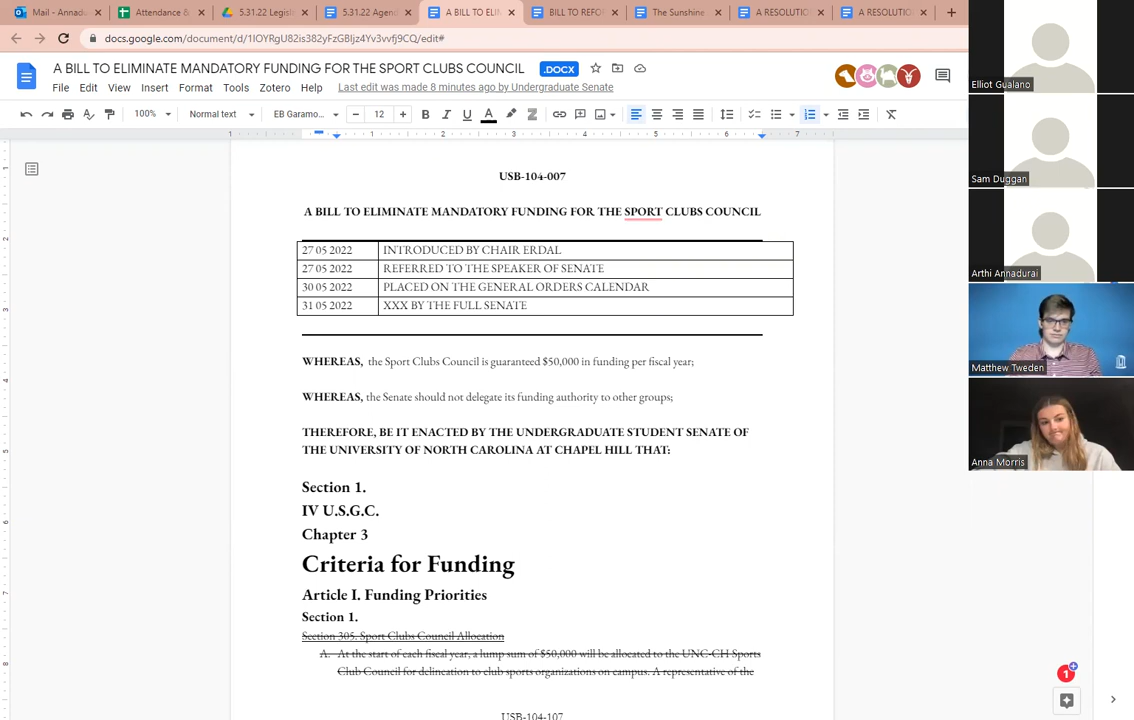 Mail - Annadu
Attendance &
5.31.22 Legisl
5.31.22 Agen
A BILL TO ELIM
BILL TO REFO
The Sunshine
A RESOLUTIO
A RESOLUTIO
docs.google.com/document/d/1IOYRgU82is382yFzGBIjz4Yv3vvfj9CQ/edit#
A BILL TO ELIMINATE MANDATORY FUNDING FOR THE SPORT CLUBS COUNCIL .DOCX
File Edit View Insert Format Tools Zotero Help Last edit was made 8 minutes ago by Undergraduate Senate
100% Normal text EB Garamo... 12
USB-104-007
A BILL TO ELIMINATE MANDATORY FUNDING FOR THE SPORT CLUBS COUNCIL
27 05 2022 INTRODUCED BY CHAIR ERDAL
27 05 2022 REFERRED TO THE SPEAKER OF SENATE
30 05 2022 PLACED ON THE GENERAL ORDERS CALENDAR
31 05 2022 XXX BY THE FULL SENATE
WHEREAS, the Sport Clubs Council is guaranteed $50,000 in funding per fiscal year;
WHEREAS, the Senate should not delegate its funding authority to other groups;
THEREFORE, BE IT ENACTED BY THE UNDERGRADUATE STUDENT SENATE OF
THE UNIVERSITY OF NORTH CAROLINA AT CHAPEL HILL THAT:
Section 1.
IV U.S.G.C.
Chapter 3
Criteria for Funding
Article I. Funding Priorities
Section 1.
Section 305. Sport Clubs Council Allocation
A. At the start of each fiscal year, a lump sum of $50,000 will be allocated to the UNC-CH Sports
Club Council for delineation to club sports organizations on campus. A representative of the
USB-104-107
Elliot Gualano
Sam Duggan
Arthi Annadurai
Matthew Tweden
Anna Morris
1